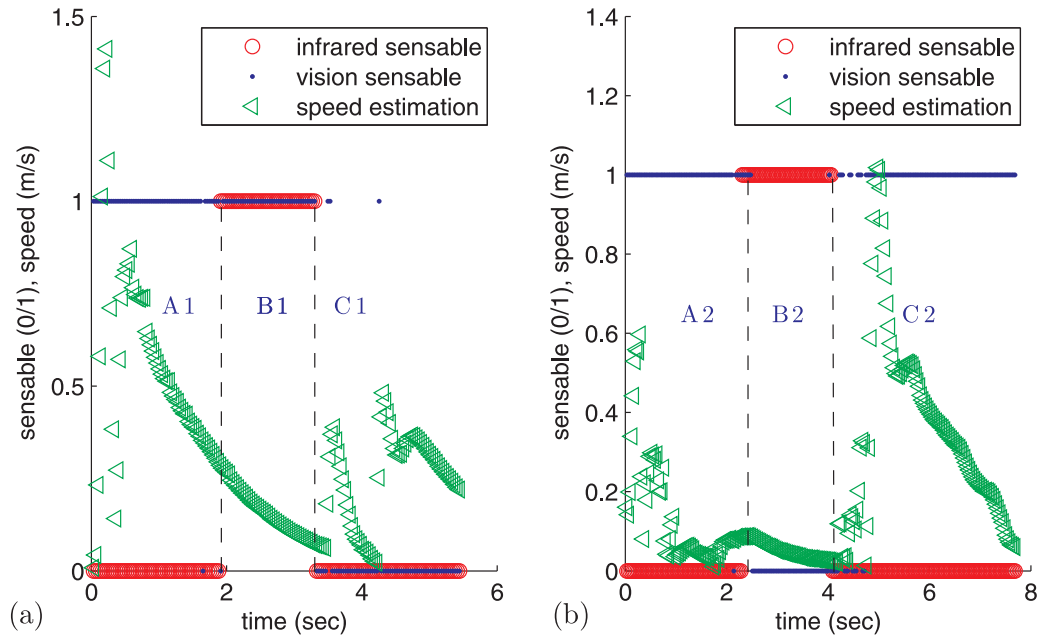 1.5
1
0.5
0
0
2
4
6
sensable (0/1), speed (m/s)
time (sec)
infrared sensable
vision sensable
speed estimation
A1
B1
C1
(a)
1.4
1.2
1
0.8
0.6
0.4
0.2
0
0
2
4
6
8
sensable (0/1), speed (m/s)
time (sec)
infrared sensable
vision sensable
speed estimation
A2
B2
C2
(b)